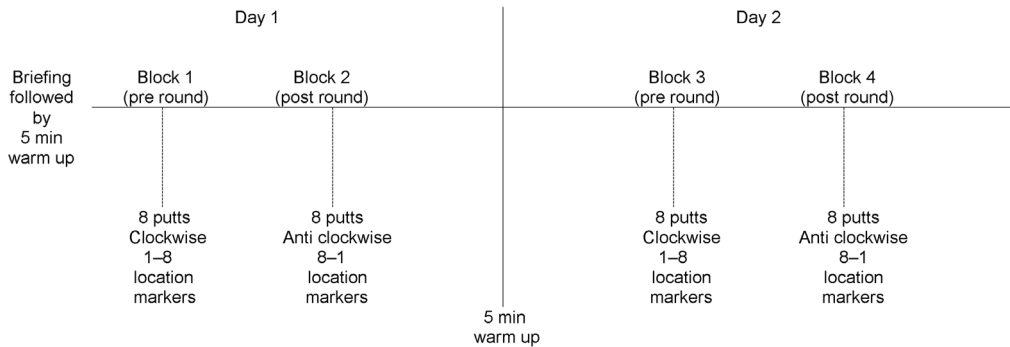 Day 1
Day 2
Briefing
followed
by
5 min
warm up
Block 1
(pre round)
Block 2
(post round)
Block 3
(pre round)
Block 4
(post round)
8 putts
Clockwise
1–8
location
markers
8 putts
Anti clockwise
8–1
location
markers
8 putts
Clockwise
1–8
location
markers
8 putts
Anti clockwise
8–1
location
markers
5 min
warm up